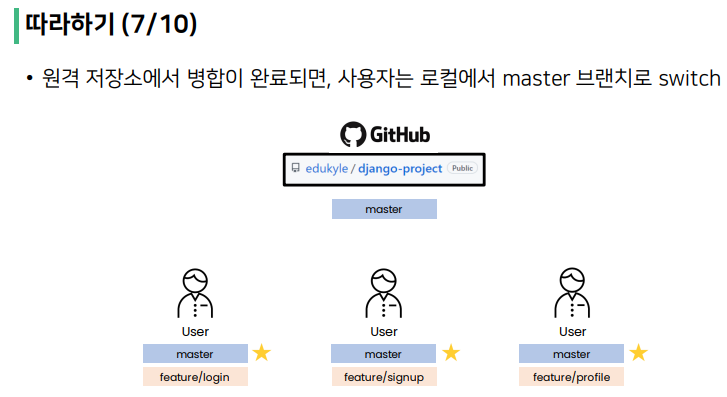 따라하기 (7/10)
• 원격 저장소에서 병합이 완료되면, 사용자는 로컬에서 master 브랜치로 switch
GitHub
edukyle / django-project Public
master
User User User
master master master
feature/login feature/signup feature/profile